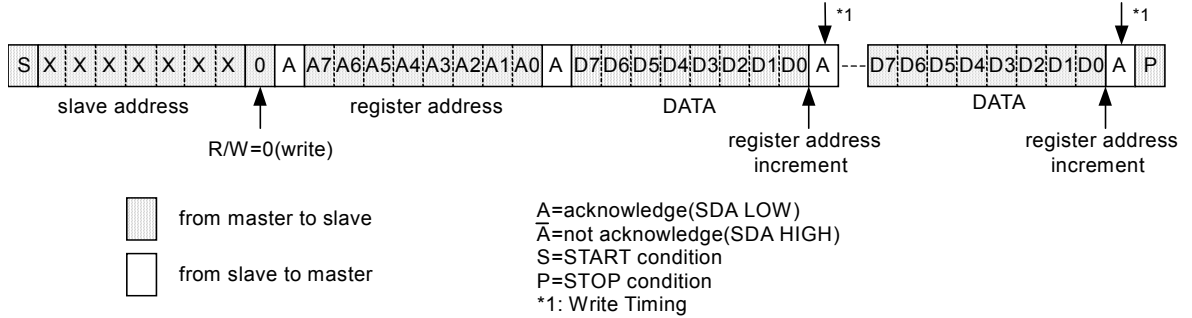 *1 *1
S X X X X X X X 0 A A7 A6 A5 A4 A3 A2 A1 A0 A D7 D6 D5 D4 D3 D2 D1 D0 A D7 D6 D5 D4 D3 D2 D1 D0 A P
slave address register address DATA DATA
R/W=0(write)
register address
increment
register address
increment
from master to slave
from slave to master
A=acknowledge(SDA LOW)
A̅=not acknowledge(SDA HIGH)
S=START condition
P=STOP condition
*1: Write Timing